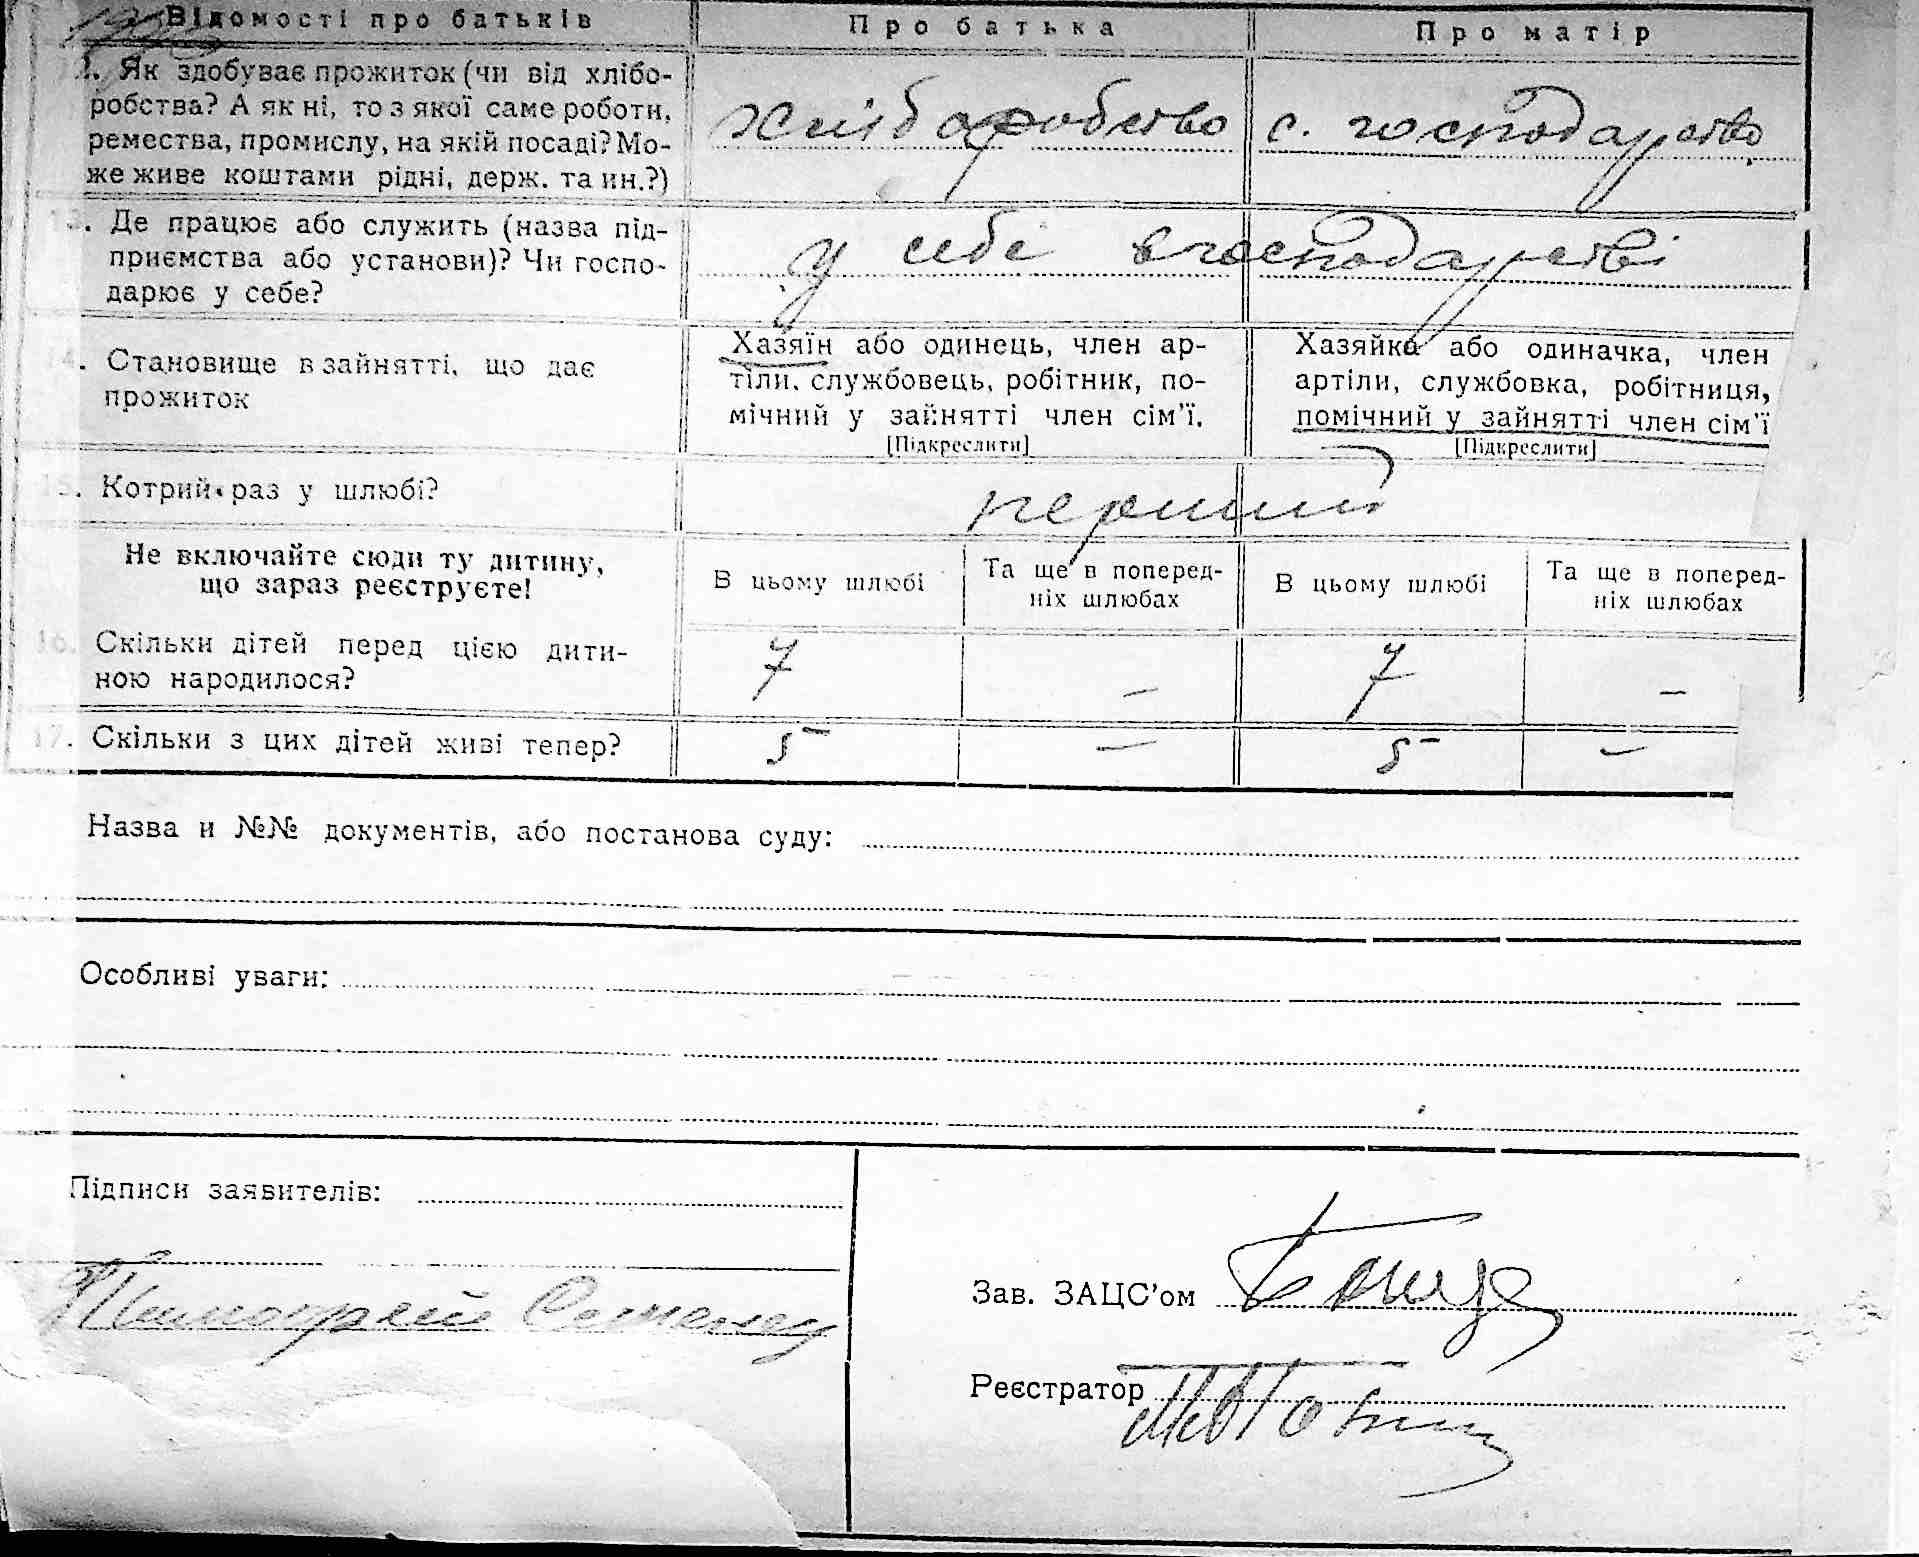 Відомості про батьків
Про батька
Про матір
Як здобуває прожиток (чи від хлібо-
робства? А як ні, то з якої саме роботи,
ремества, промислу, на якій посаді? Мо-
же живе коштами рідні, держ. та ин.?)
хлібаробство
с. господарство
13. Де працює або служить (назва під-
приємства або установи)? Чи госпо-
дарює у себе?
у себе в господарстві
14. Становище в зайнятті, що дає
прожиток
Хазяїн або одинець, член ар-
тіли, службовець, робітник, по-
мічний у зайнятті член сім'ї.
[Підкреслити]
Хазяйка або одиначка, член
артіли, службовка, робітниця,
помічний у зайнятті член сім'ї
[Підкреслити]
15. Котрий раз у шлюбі?
перший
Не включайте сюди ту дитину,
що зараз реєструєте!
В цьому шлюбі
Та ще в поперед-
ніх шлюбах
В цьому шлюбі
Та ще в поперед-
ніх шлюбах
16. Скільки дітей перед цією дити-
ною народилося?
7 — 7 —
17. Скільки з цих дітей живі тепер?
5 — 5 —
Назва и №№ документів, або постанова суду:
Особливі уваги:
Підписи заявителів:
Зав. ЗАЦС'ом
Реєстратор